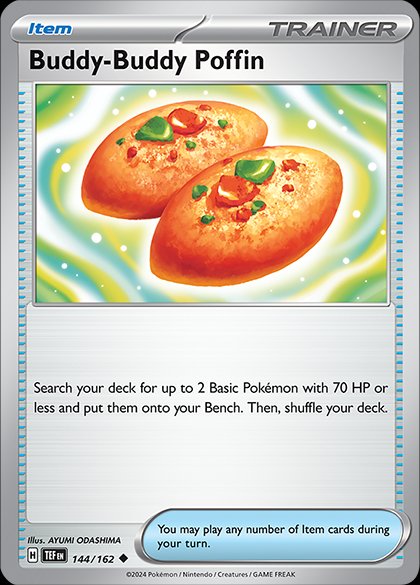 Item
TRAINER
Buddy-Buddy Poffin
Search your deck for up to 2 Basic Pokémon with 70 HP or
less and put them onto your Bench. Then, shuffle your deck.
Illus. AYUMI ODASHIMA
H TEF EN 144/162 ◆
You may play any number of Item cards during
your turn.
©2024 Pokémon / Nintendo / Creatures / GAME FREAK